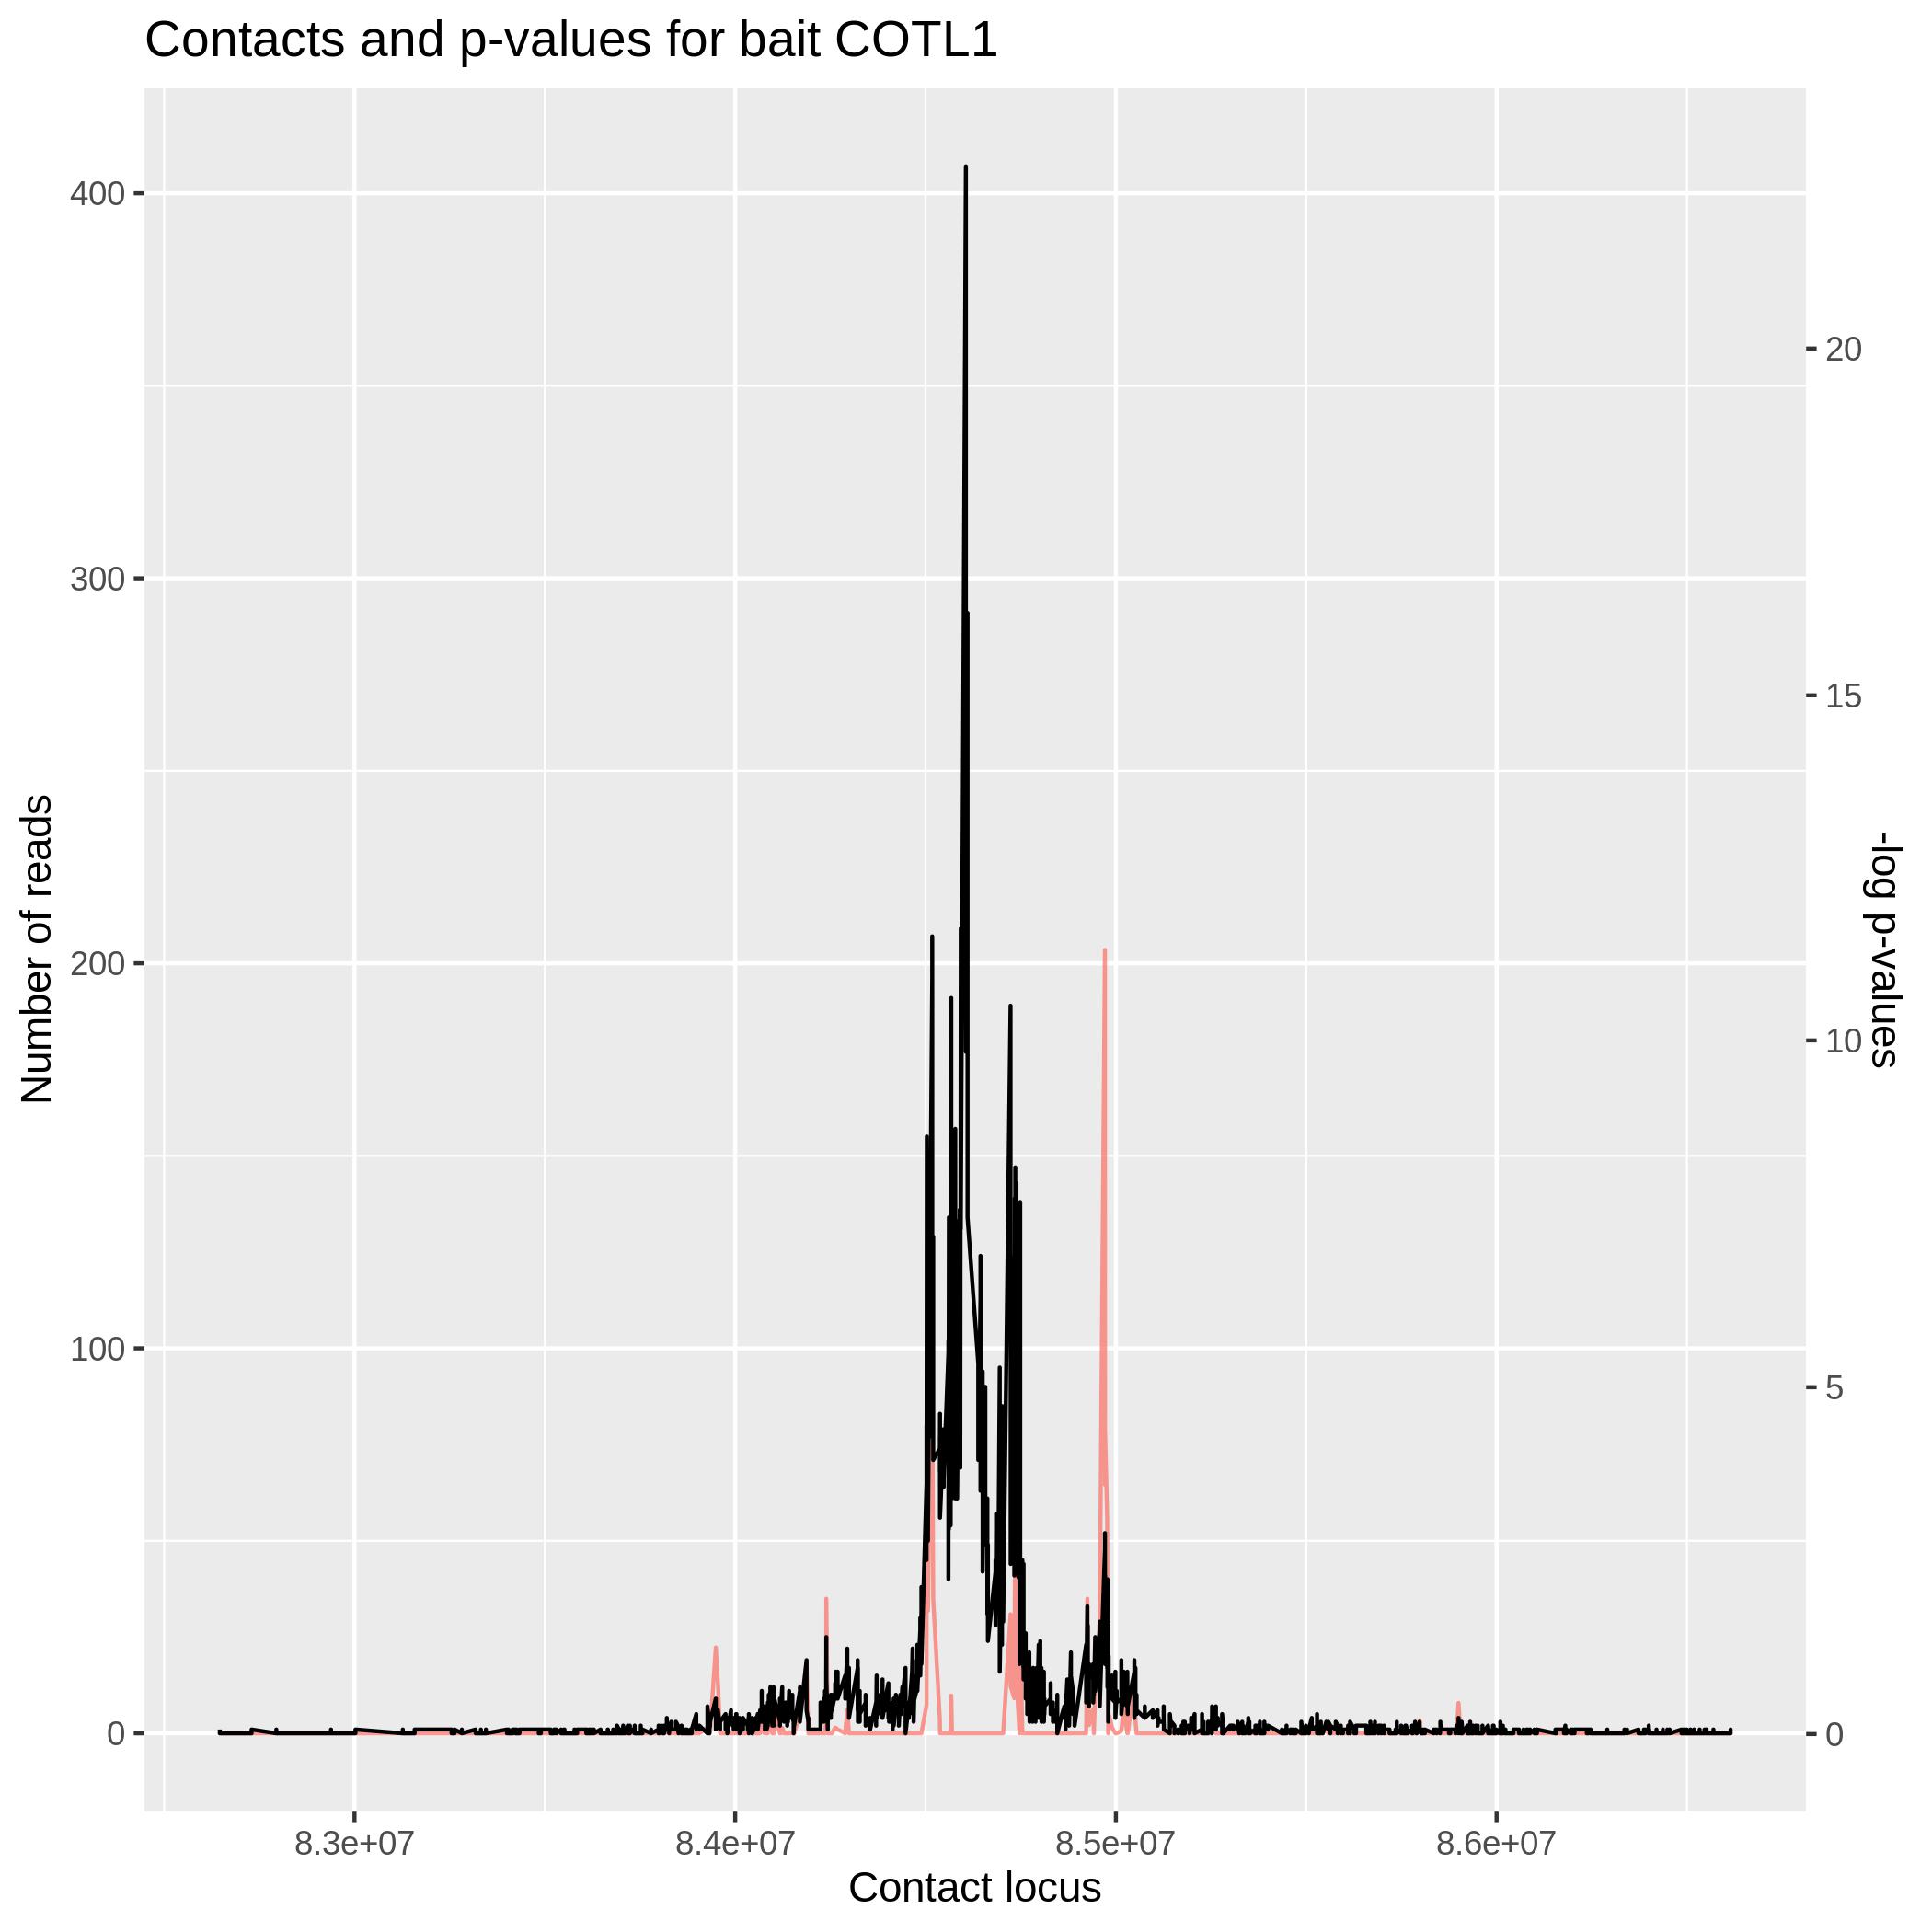 Contacts and p-values for bait COTL1
400
300
200
100
0
Number of reads
20
15
10
5
0
-log p-values
8.3e+07
8.4e+07
8.5e+07
8.6e+07
Contact locus